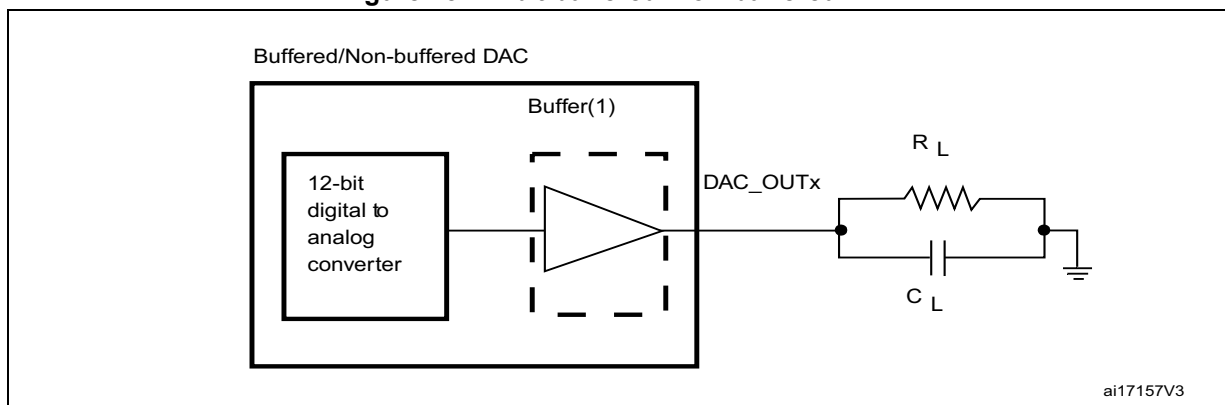 Buffered/Non-buffered DAC
Buffer(1)
12-bit
digital to
analog
converter
DAC_OUTx
R L
C L
ai17157V3